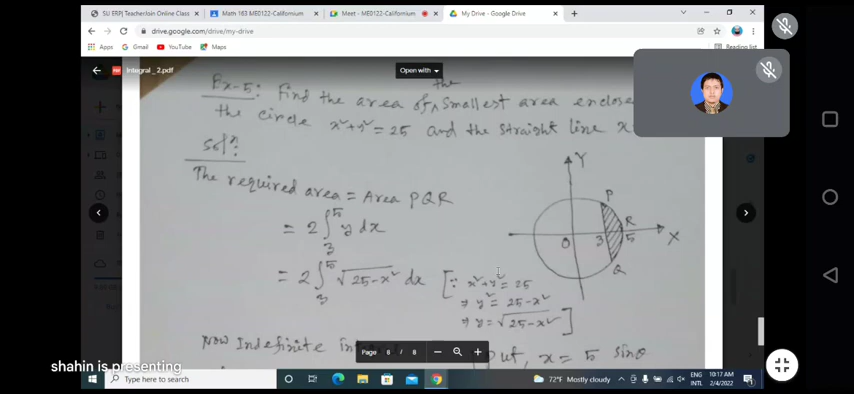 SU ERP| TeacherJoin Online Class
Math 163 ME0122-Californium
Meet - ME0122-Californium
My Drive - Google Drive
drive.google.com/drive/my-drive
Apps
Gmail
YouTube
Maps
Reading list
Integral _ 2.pdf
Open with
Ex-5: Find the area of ^ the smallest area enclose
the circle x²+y²=25 and the straight line x
Solⁿ:
The required area = Area PQR
= 2∫₃⁵ y dx
= 2∫₃⁵ √25-x² dx [∵ x²+y²=25
⇒ y²=25-x²
⇒ y=√25-x² ]
Y
P
R
O
3
5
X
Q
Now Indefinite
Put, x = 5 sinθ
Page 8 / 8
shahin is presenting
Type here to search
72°F Mostly cloudy
ENG
INTL
10:17 AM
2/4/2022